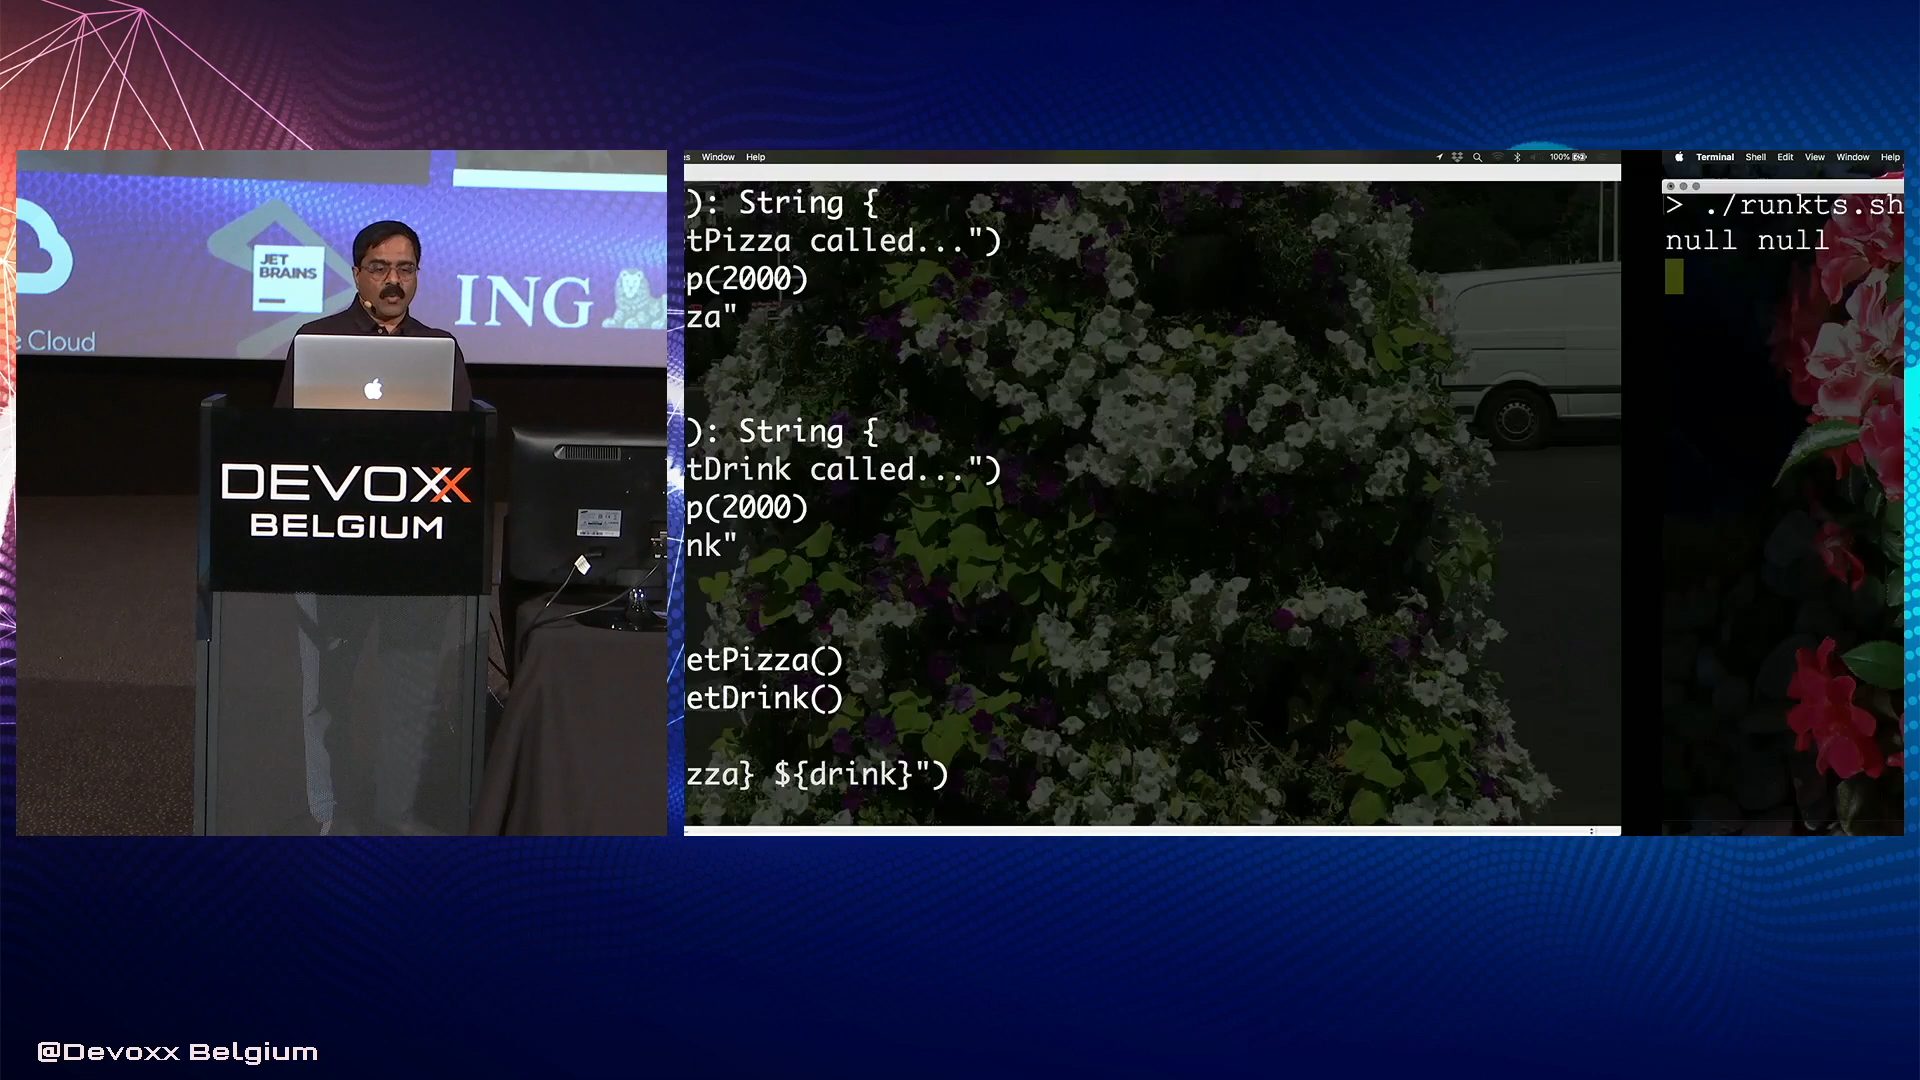 JET
BRAINS
ING
e Cloud
DEVOXX
BELGIUM
s Window Help
100%
): String {
tPizza called...")
p(2000)
za"
): String {
tDrink called...")
p(2000)
nk"
etPizza()
etDrink()
zza} ${drink}")
Terminal Shell Edit View Window Help
> ./runkts.sh
null null
@Devoxx Belgium